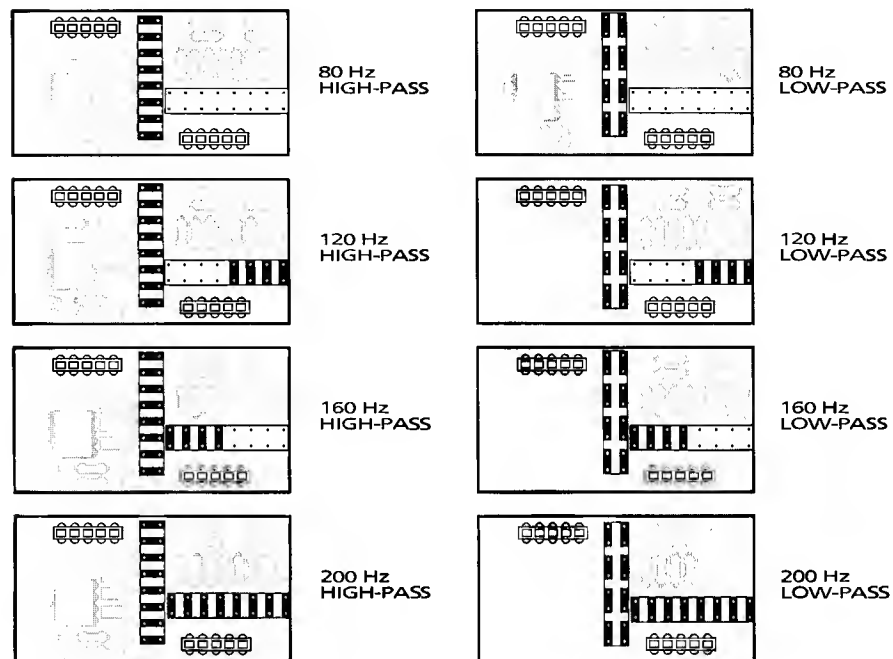 80 Hz
HIGH-PASS
80 Hz
LOW-PASS
120 Hz
HIGH-PASS
120 Hz
LOW-PASS
160 Hz
HIGH-PASS
160 Hz
LOW-PASS
200 Hz
HIGH-PASS
200 Hz
LOW-PASS